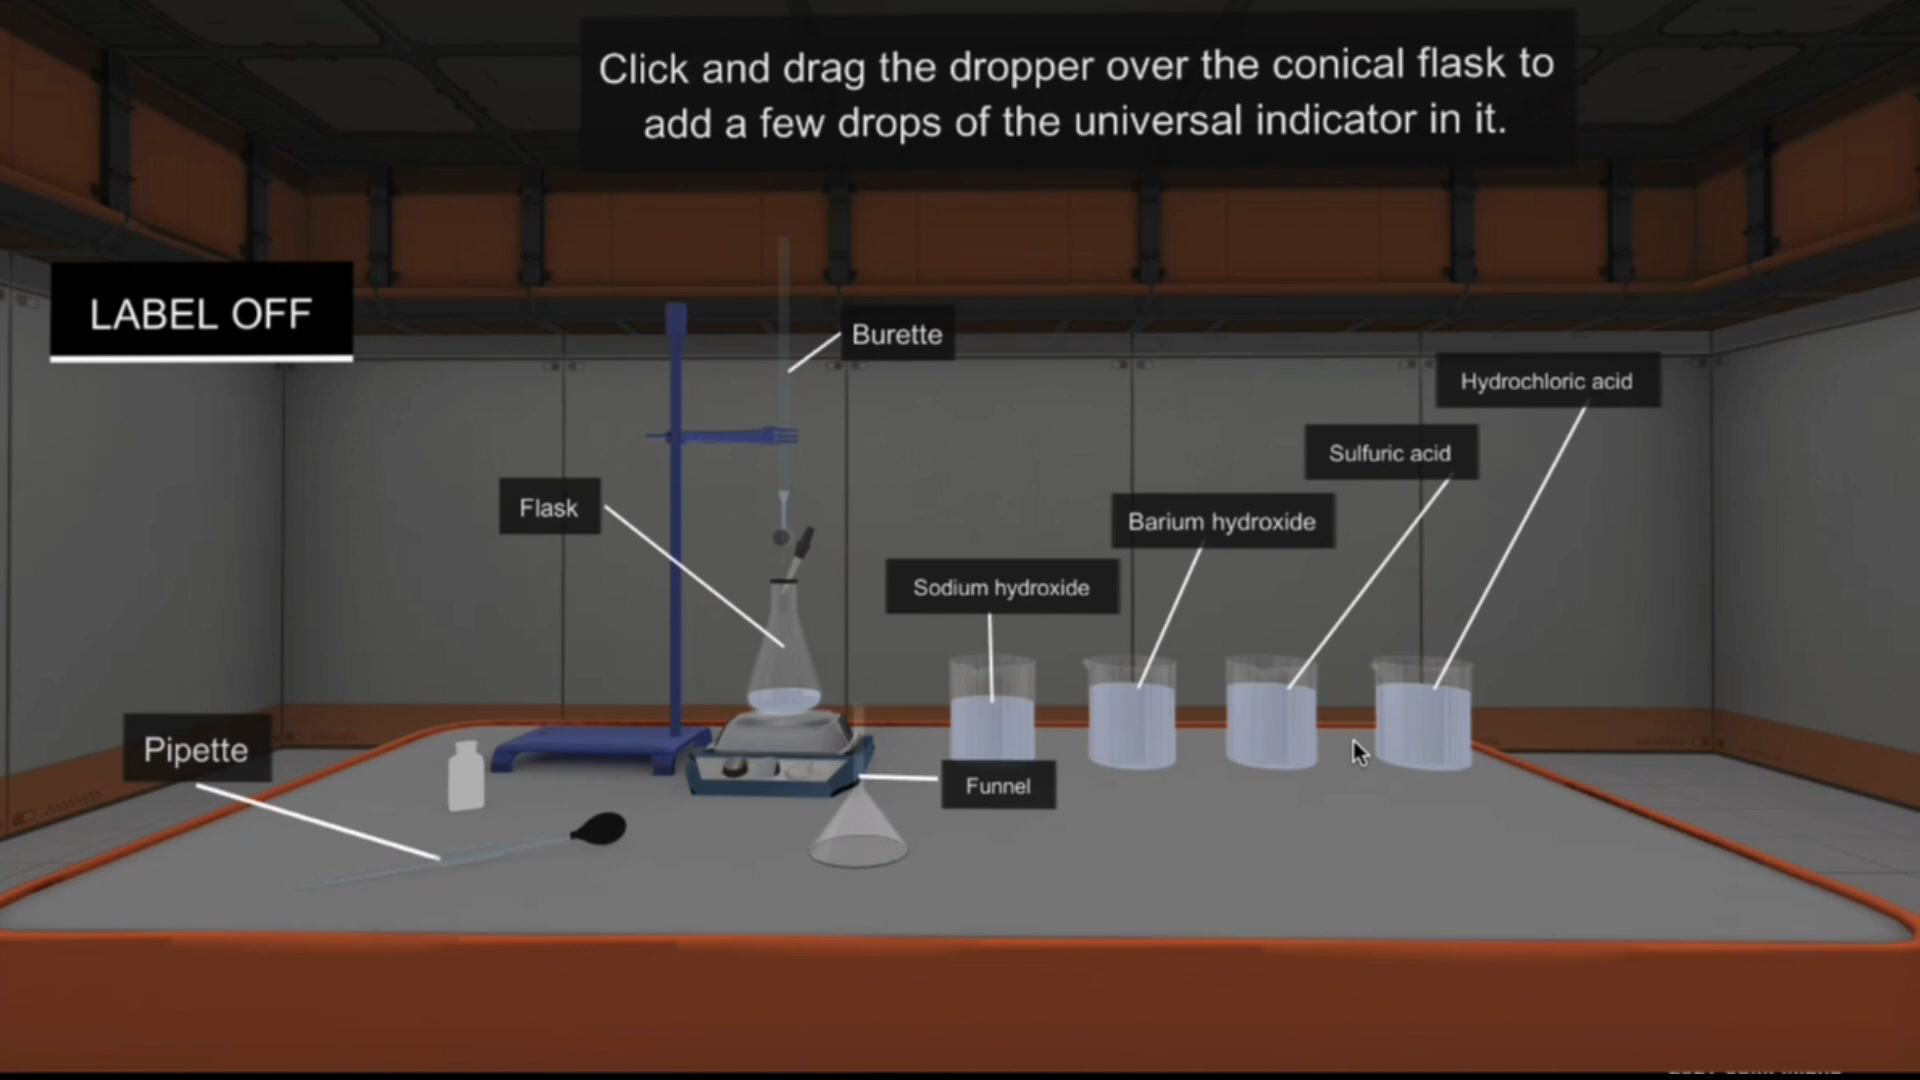 Click and drag the dropper over the conical flask to
add a few drops of the universal indicator in it.
LABEL OFF
Burette
Hydrochloric acid
Sulfuric acid
Flask
Barium hydroxide
Sodium hydroxide
Pipette
Funnel